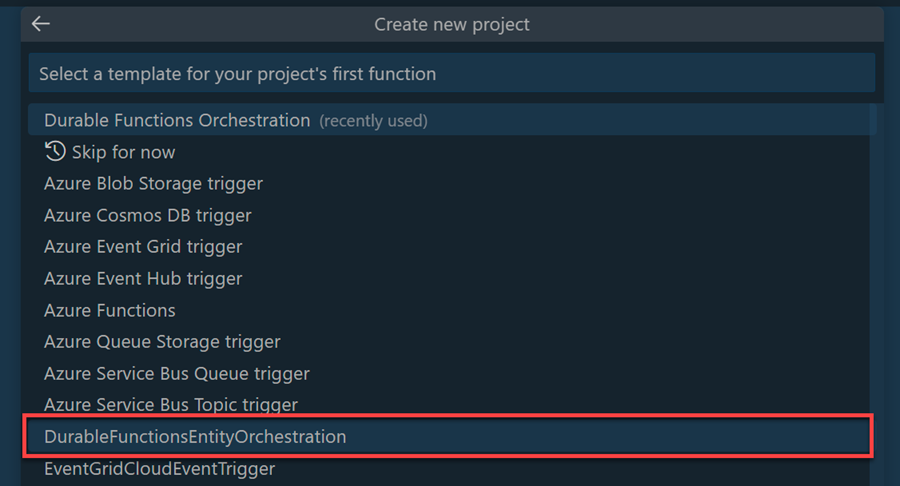 Create new project
Select a template for your project's first function
Durable Functions Orchestration (recently used)
Skip for now
Azure Blob Storage trigger
Azure Cosmos DB trigger
Azure Event Grid trigger
Azure Event Hub trigger
Azure Functions
Azure Queue Storage trigger
Azure Service Bus Queue trigger
Azure Service Bus Topic trigger
DurableFunctionsEntityOrchestration
EventGridCloudEventTrigger